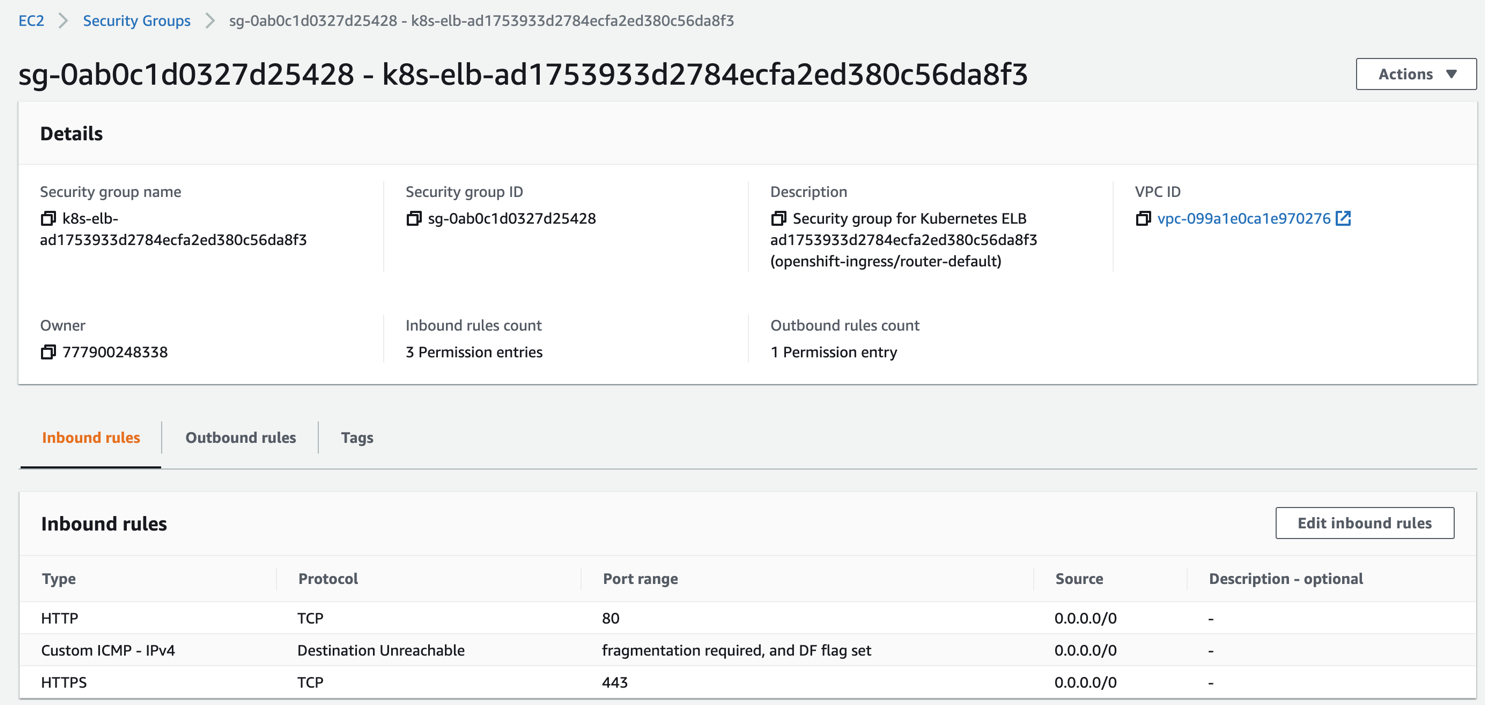 EC2 > Security Groups > sg-0ab0c1d0327d25428 - k8s-elb-ad1753933d2784ecfa2ed380c56da8f3
sg-0ab0c1d0327d25428 - k8s-elb-ad1753933d2784ecfa2ed380c56da8f3
Actions ▼
Details
Security group name
k8s-elb-
ad1753933d2784ecfa2ed380c56da8f3
Security group ID
sg-0ab0c1d0327d25428
Description
Security group for Kubernetes ELB
ad1753933d2784ecfa2ed380c56da8f3
(openshift-ingress/router-default)
VPC ID
vpc-099a1e0ca1e970276
Owner
777900248338
Inbound rules count
3 Permission entries
Outbound rules count
1 Permission entry
Inbound rules Outbound rules Tags
Inbound rules
Edit inbound rules
Type Protocol Port range Source Description - optional
HTTP TCP 80 0.0.0.0/0 -
Custom ICMP - IPv4 Destination Unreachable fragmentation required, and DF flag set 0.0.0.0/0 -
HTTPS TCP 443 0.0.0.0/0 -